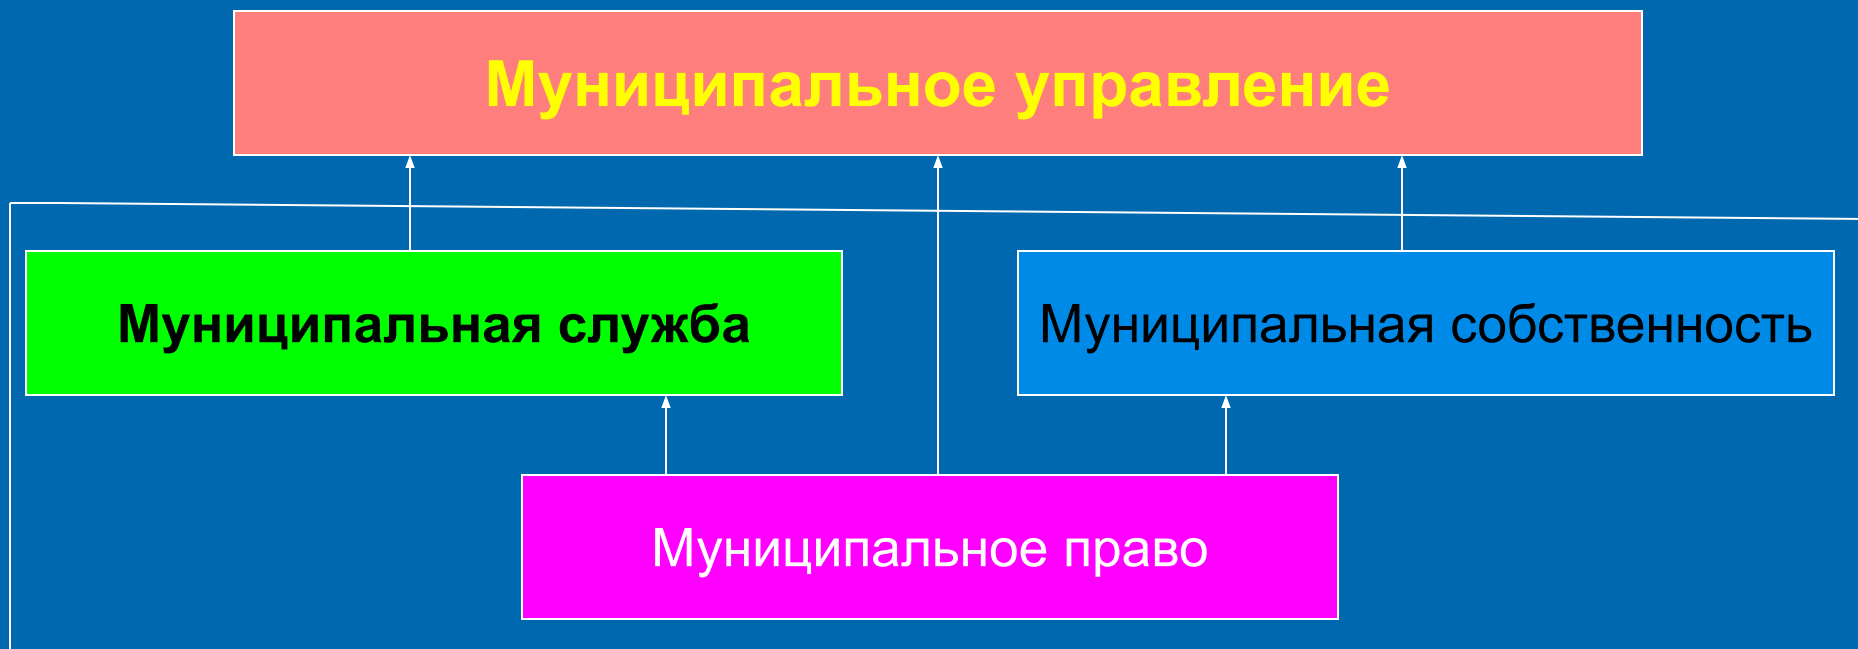 Муниципальное управление
Муниципальная служба
Муниципальная собственность
Муниципальное право